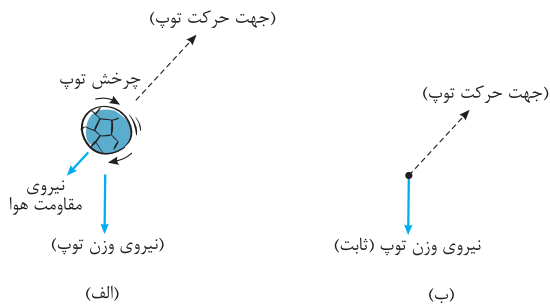 (جهت حرکت توپ)
چرخش توپ
نیروی
مقاومت هوا
(نیروی وزن توپ)
(الف)
(جهت حرکت توپ)
نیروی وزن توپ (ثابت)
(ب)